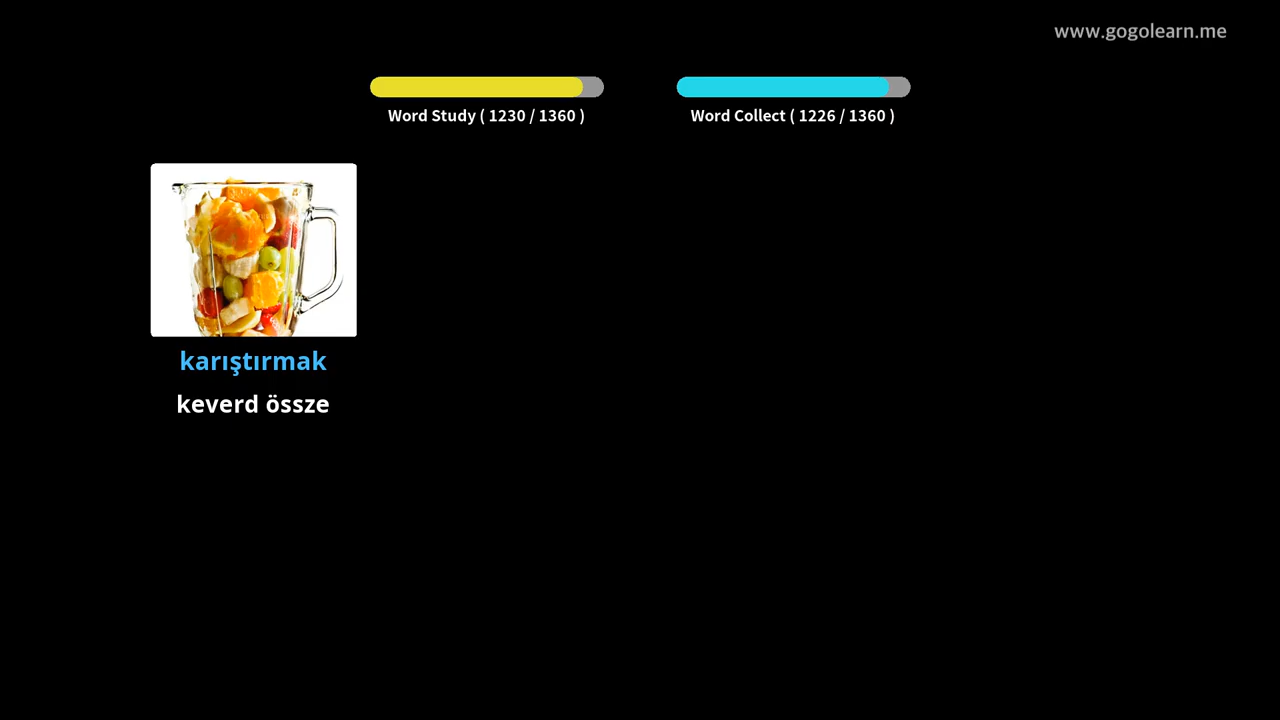 www.gogolearn.me
Word Study ( 1230 / 1360 )
Word Collect ( 1226 / 1360 )
karıştırmak
keverd össze